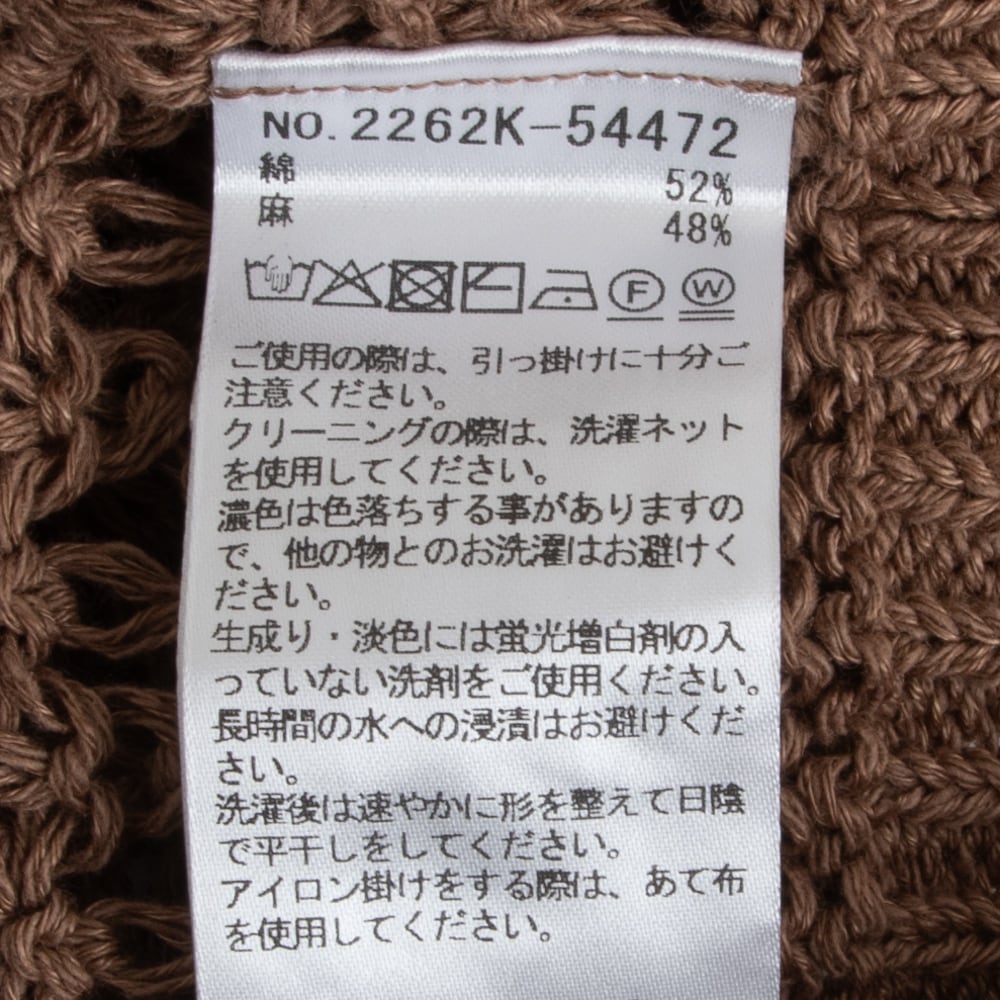 NO. 2262K-54472
綿 52%
麻 48%
F W
ご使用の際は、引っ掛けに十分ご
注意ください。
クリーニングの際は、洗濯ネット
を使用してください。
濃色は色落ちする事がありますの
で、他の物とのお洗濯はお避けく
ださい。
生成り・淡色には蛍光増白剤の入
っていない洗剤をご使用ください。
長時間の水への浸漬はお避けくだ
さい。
洗濯後は速やかに形を整えて日陰
で平干しをしてください。
アイロン掛けをする際は、あて布
を使用してください。